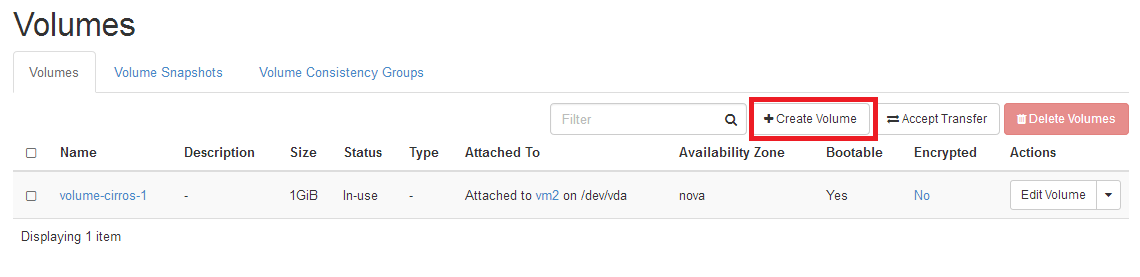 Volumes
Volumes Volume Snapshots Volume Consistency Groups
Filter Create Volume Accept Transfer Delete Volumes
Name Description Size Status Type Attached To Availability Zone Bootable Encrypted Actions
volume-cirros-1 - 1GiB In-use - Attached to vm2 on /dev/vda nova Yes No Edit Volume
Displaying 1 item